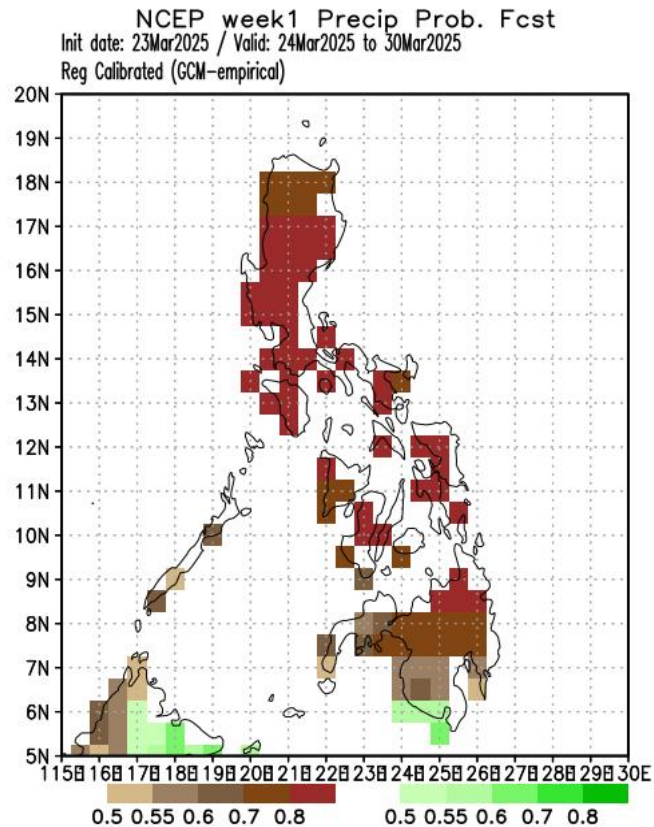 NCEP week1 Precip Prob. Fcst
Init date: 23Mar2025 / Valid: 24Mar2025 to 30Mar2025
Reg Calibrated (GCM-empirical)
20N
19N
18N
17N
16N
15N
14N
13N
12N
11N
10N
9N
8N
7N
6N
5N
115E 116E 117E 118E 119E 120E 121E 122E 123E 124E 125E 126E 127E 128E 129E 130E
0.5 0.55 0.6 0.7 0.8 0.5 0.55 0.6 0.7 0.8